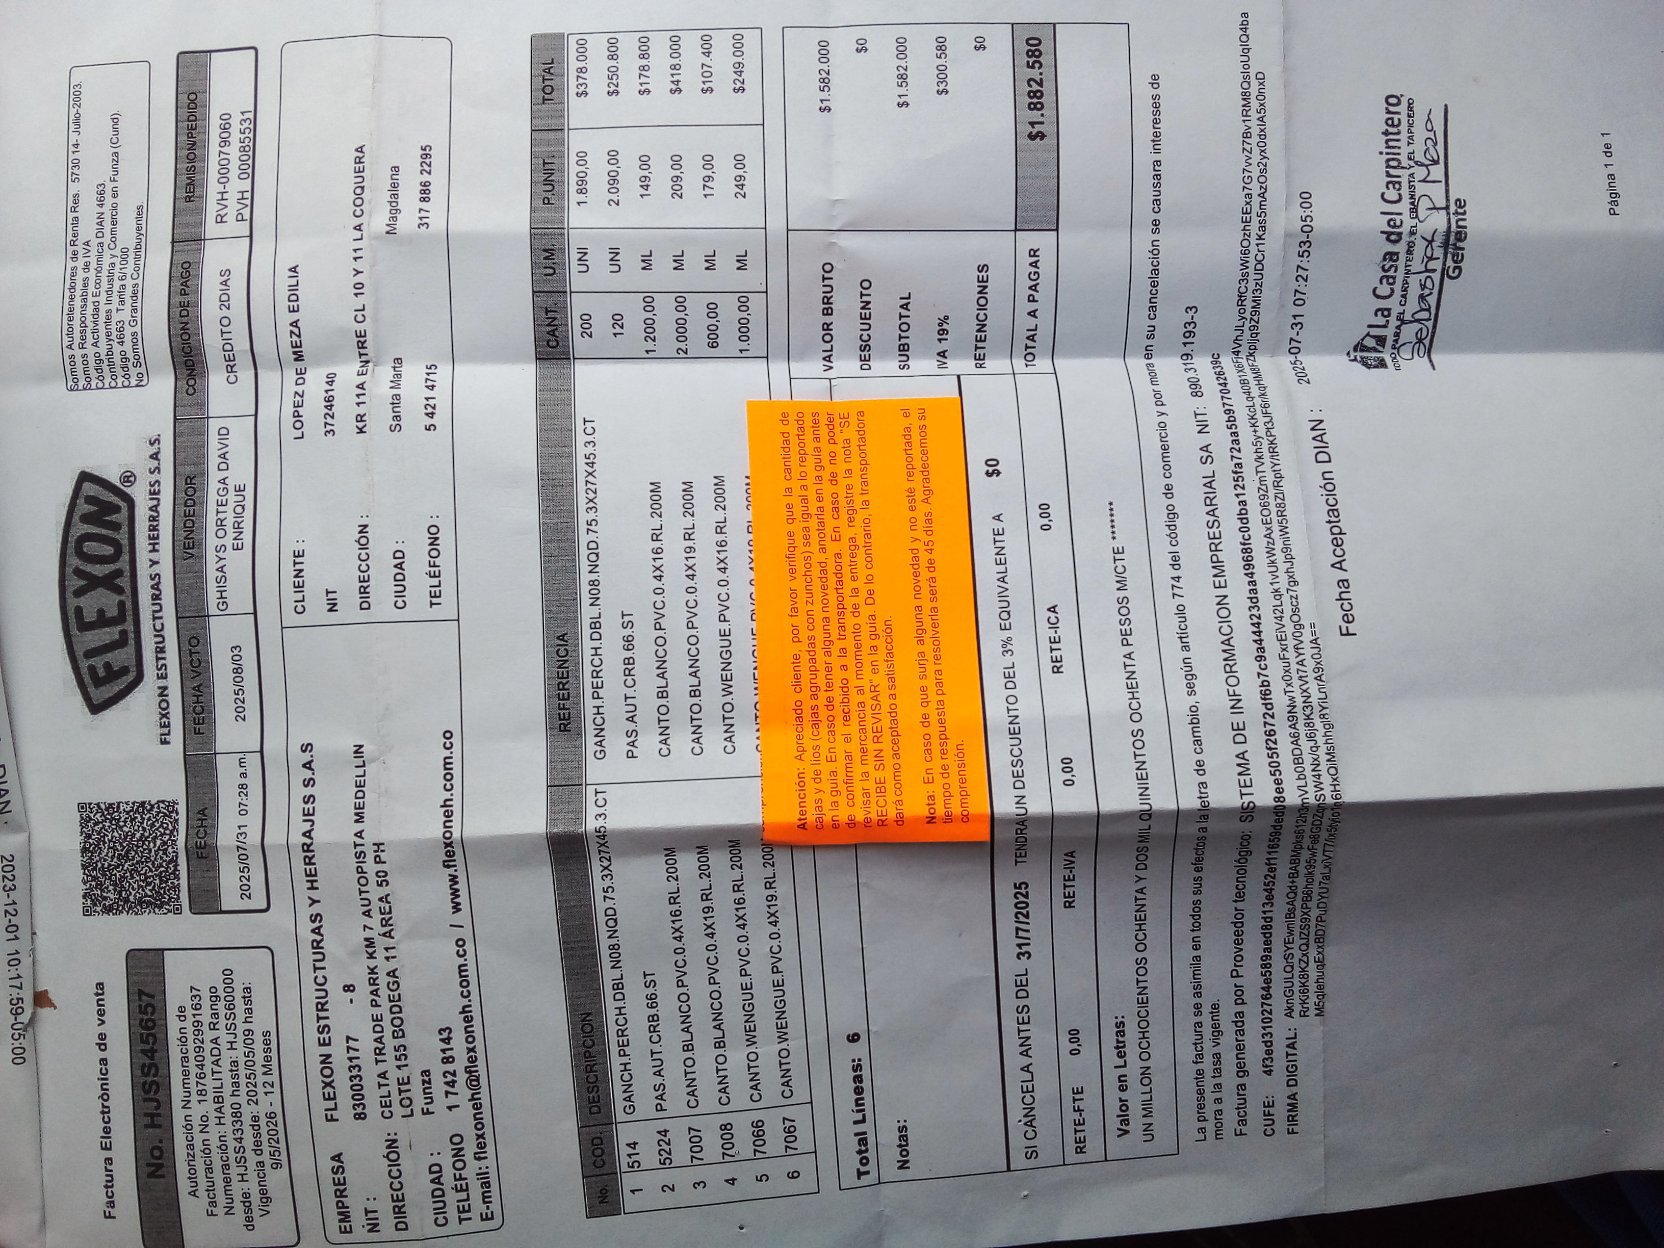 DIAN : 2023-12-01 10:17:59-05:00
Factura Electrònica de venta
No. HJSS45657
Autorización Numeración de
Facturación No. 18764092991637
Numeración: HABILITADA Rango
desde: HJSS43380 hasta: HJSS60000
Vigencia desde: 2025/05/09 hasta:
9/5/2026 - 12 Meses
FLEXON®
FLEXON ESTRUCTURAS Y HERRAJES S.A.S.
Somos Autoretenedores de Renta Res. 5730 14- Julio-2003.
Somos Responsables de IVA
Código Actividad Económica DIAN 4663,
Contribuyentes Industria y Comercio en Funza (Cund).
Código 4663 Tarifa 6/1000
No Somos Grandes Contribuyentes.
FECHA FECHA VCTO. VENDEDOR CONDICION DE PAGO REMISION/PEDIDO
2025/07/31 07:28 a.m. 2025/08/03 GHISAYS ORTEGA DAVID ENRIQUE CREDITO 2DIAS RVH-00079060
PVH 00085531
EMPRESA FLEXON ESTRUCTURAS Y HERRAJES S.A.S
NIT : 830033177 - 8
DIRECCIÓN: CELTA TRADE PARK KM 7 AUTOPISTA MEDELLIN
LOTE 155 BODEGA 11 ÁREA 50 PH
CIUDAD : Funza
TELÉFONO 1 742 8143
E-mail: flexoneh@flexoneh.com.co / www.flexoneh.com.co
CLIENTE : LOPEZ DE MEZA EDILIA
NIT 37246140
DIRECCIÓN : KR 11A ENTRE CL 10 Y 11 LA COQUERA
CIUDAD : Santa Marta Magdalena
TELÉFONO : 5 421 4715 317 886 2295
No. COD. DESCRIPCION REFERENCIA CANT. U.M. P.UNIT. TOTAL
1 514 GANCH.PERCH.DBL.N08.NQD.75.3X27X45.3.CT GANCH.PERCH.DBL.N08.NQD.75.3X27X45.3.CT 200 UNI 1.890,00 $378.000
2 5224 PAS.AUT.CRB.66.ST PAS.AUT.CRB.66.ST 120 UNI 2.090,00 $250.800
3 7007 CANTO.BLANCO.PVC.0.4X16.RL.200M CANTO.BLANCO.PVC.0.4X16.RL.200M 1.200,00 ML 149,00 $178.800
4 7008 CANTO.BLANCO.PVC.0.4X19.RL.200M CANTO.BLANCO.PVC.0.4X19.RL.200M 2.000,00 ML 209,00 $418.000
5 7066 CANTO.WENGUE.PVC.0.4X16.RL.200M CANTO.WENGUE.PVC.0.4X16.RL.200M 600,00 ML 179,00 $107.400
6 7067 CANTO.WENGUE.PVC.0.4X19.RL.200M CANTO.WENGUE.PVC.0.4X19.RL.200M 1.000,00 ML 249,00 $249.000
Total Líneas: 6
Notas:
Atención: Apreciado cliente, por favor verifique que la cantidad de
cajas y de líos (cajas agrupadas con zunchos) sea igual a lo reportado
en la guía. En caso de tener alguna novedad, anotarla en la guía antes
de confirmar el recibido a la transportadora. En caso de no poder
revisar la mercancía al momento de la entrega, registre la nota "SE
RECIBE SIN REVISAR" en la guía. De lo contrario, la transportadora
dará como aceptado a satisfacción.
Nota: En caso de que surja alguna novedad y no esté reportada, el
tiempo de respuesta para resolverla será de 45 días. Agradecemos su
comprensión.
VALOR BRUTO $1.582.000
DESCUENTO $0
SUBTOTAL $1.582.000
IVA 19% $300.580
RETENCIONES $0
TOTAL A PAGAR $1.882.580
SI CANCELA ANTES DEL 31/7/2025 TENDRA UN DESCUENTO DEL 3% EQUIVALENTE A $0
RETE-FTE 0,00 RETE-IVA 0,00 RETE-ICA 0,00
Valor en Letras:
UN MILLON OCHOCIENTOS OCHENTA Y DOS MIL QUINIENTOS OCHENTA PESOS M/CTE *******
La presente factura se asimila en todos sus efectos a la letra de cambio, según artículo 774 del código de comercio y por mora en su cancelación se causara intereses de
mora a la tasa vigente.
Factura generada por Proveedor tecnológico: SISTEMA DE INFORMACION EMPRESARIAL SA NIT: 890.319.193-3
CUFE:
FIRMA DIGITAL:
Fecha Aceptación DIAN : 2025-07-31 07:27:53-05:00
La Casa del Carpintero
TODO PARA EL CARPINTERO, EL EBANISTA Y EL TAPICERO
Sebastian P Meza
Gerente
Página 1 de 1